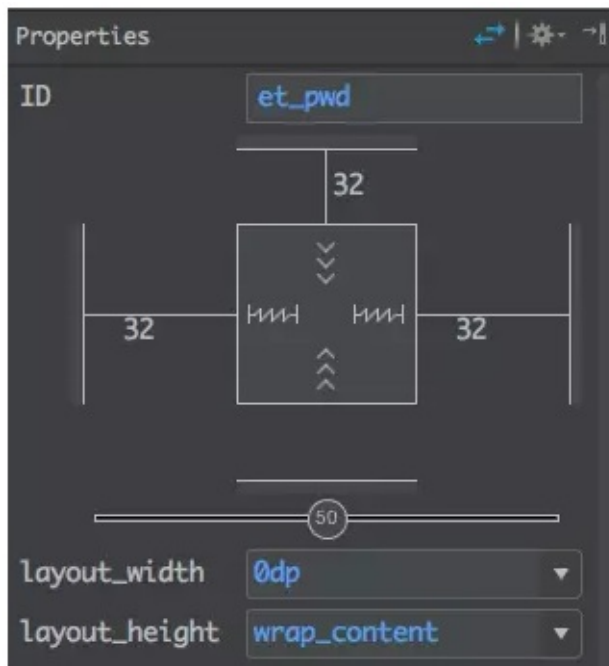 Properties
ID et_pwd
32
32 32
50
layout_width 0dp
layout_height wrap_content